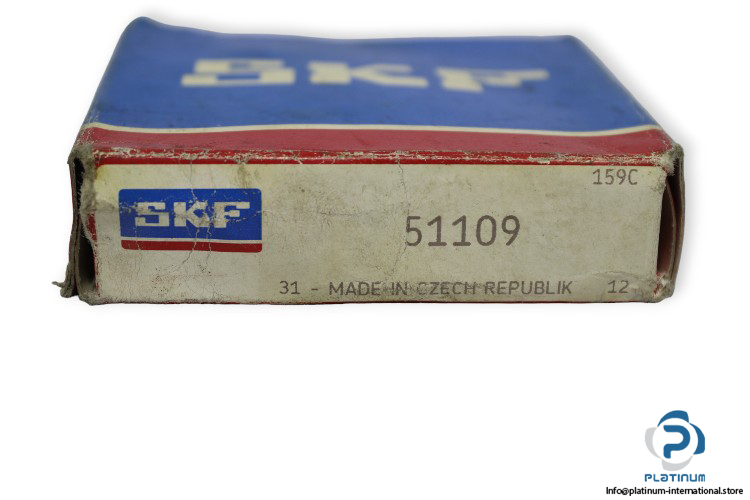 SKF
159C
SKF
51109
31 - MADE IN CZECH REPUBLIK 12
PLATINUM
Info@platinum-international.store